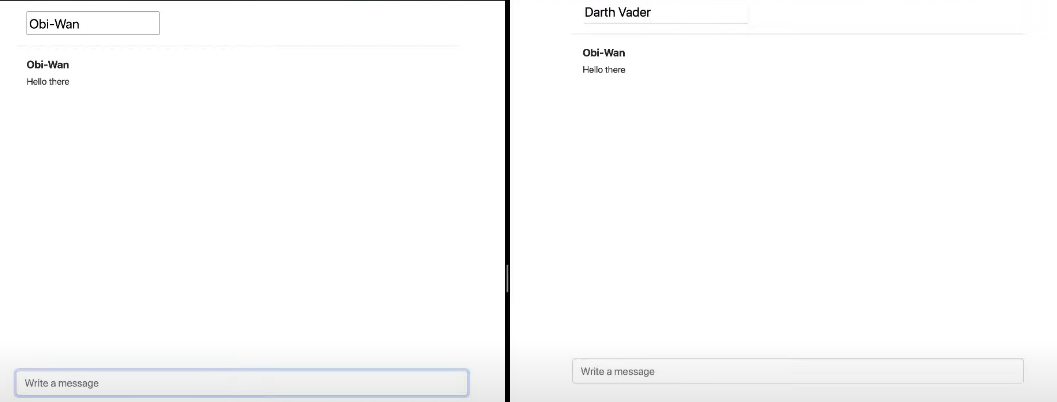 Obi-Wan
Obi-Wan
Hello there
Write a message
Darth Vader
Obi-Wan
Hello there
Write a message